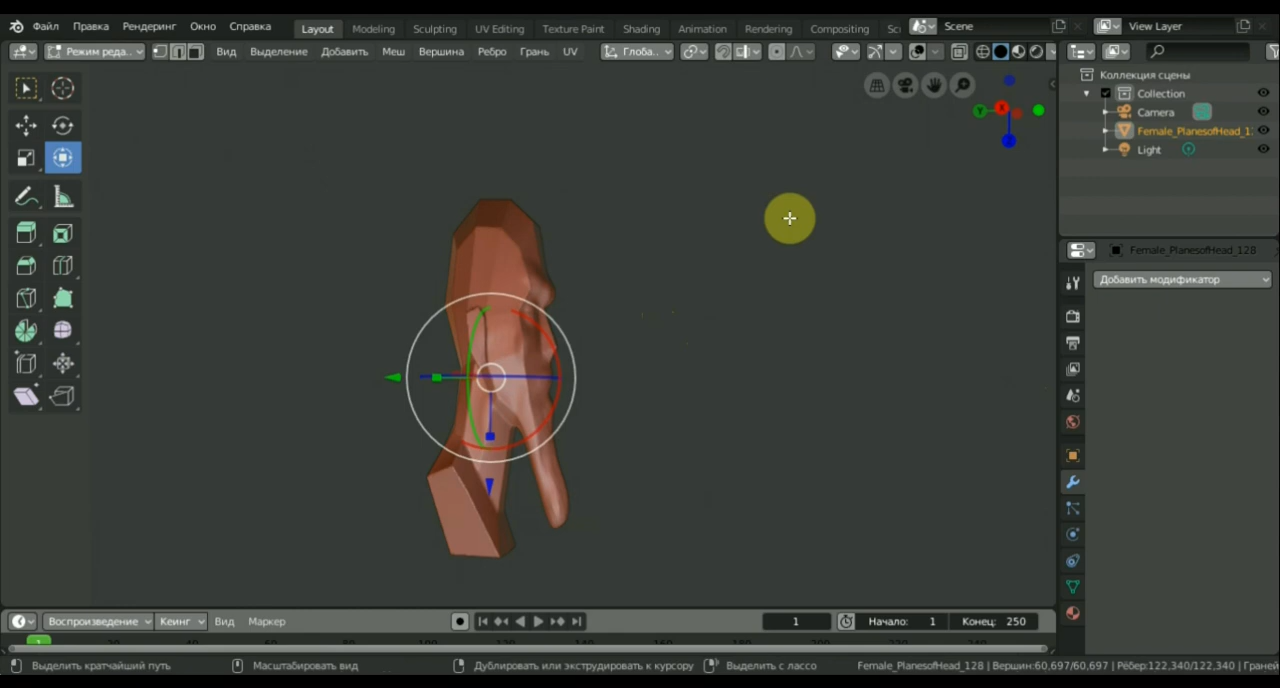 Файл Правка Рендеринг Окно Справка Layout Modeling Sculpting UV Editing Texture Paint Shading Animation Rendering Compositing Sc Scene View Layer
Режим реда.. Вид Выделение Добавить Меш Вершина Ребро Грань UV Глоба..
Коллекция сцены
Collection
Camera
Female_PlanesofHead_1
Light
X
Y
Female_PlanesofHead_128
Добавить модификатор
Воспроизведение Кеинг Вид Маркер 1 Начало: 1 Конец: 250
1
Выделить кратчайший путь Масштабировать вид Дублировать или экструдировать к курсору Выделить с лассо Female_PlanesofHead_128 | Вершин:60,697/60,697 | Рёбер:122,340/122,340 | Граней